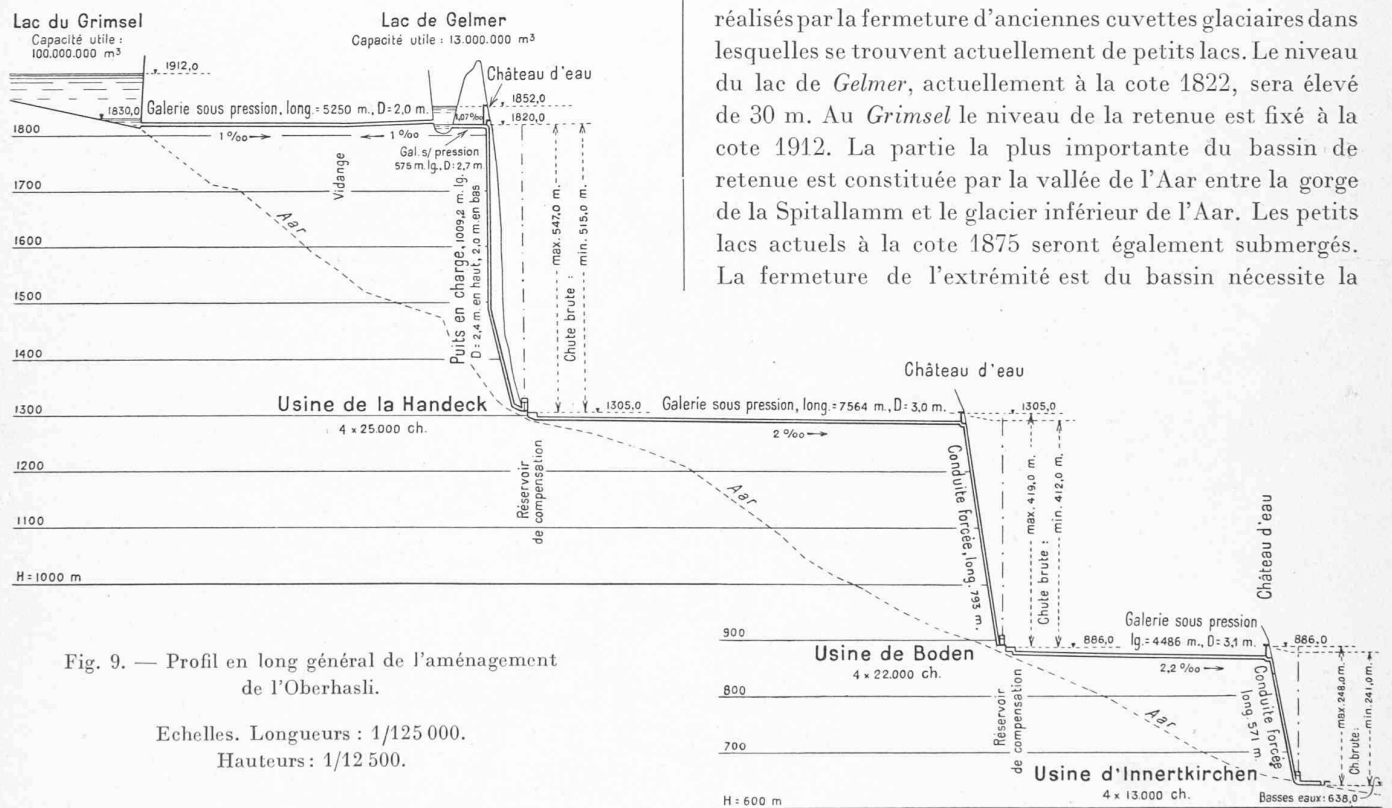 réalisés par la fermeture d'anciennes cuvettes glaciaires dans
lesquelles se trouvent actuellement de petits lacs. Le niveau
du lac de Gelmer, actuellement à la cote 1822, sera élevé
de 30 m. Au Grimsel le niveau de la retenue est fixé à la
cote 1912. La partie la plus importante du bassin de
retenue est constituée par la vallée de l'Aar entre la gorge
de la Spitallamm et le glacier inférieur de l'Aar. Les petits
lacs actuels à la cote 1875 seront également submergés.
La fermeture de l'extrémité est du bassin nécessite la
Lac du Grimsel
Capacité utile :
100.000.000 m³
1912,0
1830,0
Lac de Gelmer
Capacité utile : 13.000.000 m³
Château d'eau
1852,0
1820,0
Galerie sous pression, long.= 5250 m., D= 2,0 m.
1 ‰
1 ‰
1,07 ‰
Gal. s/ pression
575 m. lg., D=2,7 m.
Vidange
Aar
Puits en charge, 1009,2 m. lg.
D= 2,4 m. en haut, 2,0 m. en bas
max. 547,0 m.
Chute brute :
min. 515,0 m.
1800
1700
1600
1500
1400
1300
1200
1100
H = 1000 m
Usine de la Handeck
4 x 25.000 ch.
1305,0
Réservoir
de compensation
Galerie sous pression, long.= 7564 m., D= 3,0 m.
2 ‰
Aar
Château d'eau
1305,0
Conduite forcée, long. 793 m.
max. 419,0 m.
Chute brute :
min. 412,0 m.
900
800
700
H = 600 m
Usine de Boden
4 x 22.000 ch.
886,0
Réservoir
de compensation
Galerie sous pression
lg.= 4486 m., D= 3,1 m.
2,2 ‰
Aar
Château d'eau
886,0
Conduite forcée
long. 571 m.
max. 248,0 m.
Ch. brute:
min. 241,0 m.
Usine d'Innertkirchen
4 x 13.000 ch.
Basses eaux: 638,0
Fig. 9. — Profil en long général de l'aménagement
de l'Oberhasli.
Echelles. Longueurs : 1/125 000.
Hauteurs : 1/12 500.